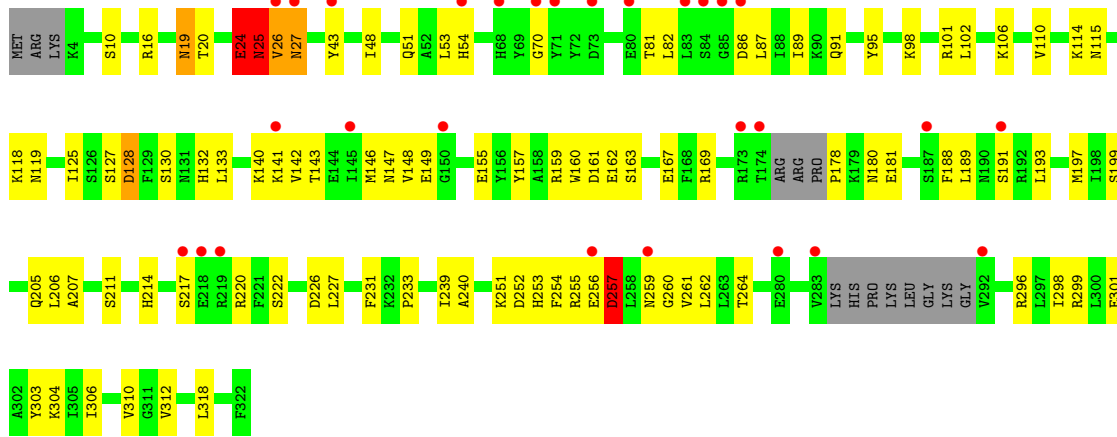 MET ARG LYS K4 S10 R16 N19 T20 E24 N25 V26 N27 Y43 I48 Q51 A52 L53 H54 H68 Y69 G70 Y71 Y72 D73 E80 T81 L82 L83 S84 G85 D86 L87 I88 I89 K90 Q91 Y95 K98 R101 L102 K106 V110 K114 N115
K118 N119 I125 S126 S127 D128 F129 S130 N131 H132 L133 K140 K141 V142 T143 E144 I145 M146 N147 V148 E149 G150 E155 Y156 Y157 A158 R159 W160 D161 E162 S163 E167 F168 R169 R173 T174 ARG ARG PRO P178 K179 N180 E181 S187 F188 L189 N190 S191 R192 L193 M197 I198 S199
Q205 L206 A207 S211 H214 S217 E218 R219 R220 F221 S222 D226 L227 F231 K232 P233 I239 A240 K251 D252 H253 F254 R255 E256 D257 L258 N259 G260 V261 L262 L263 T264 E280 V283 LYS HIS PRO LYS LEU GLY LYS GLY V292 R296 L297 I298 R299 L300 E301
A302 Y303 K304 I305 I306 V310 G311 V312 L318 F322